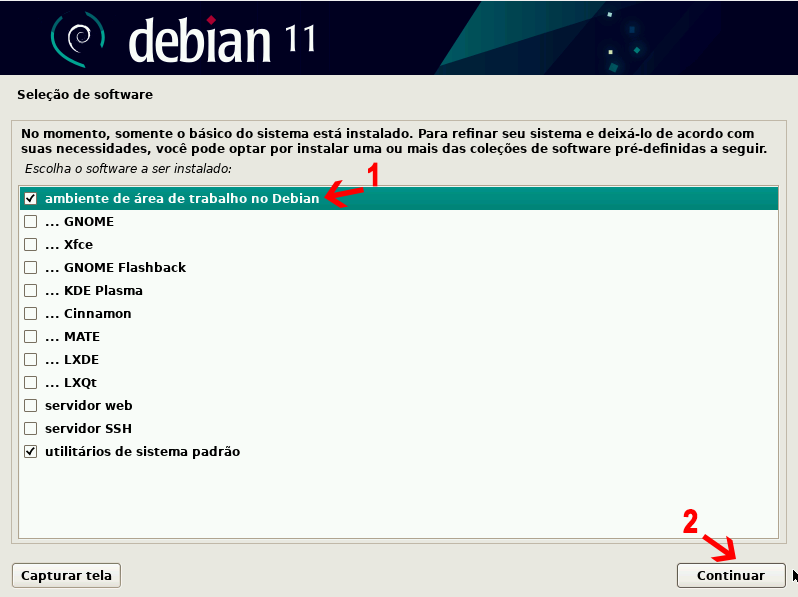 debian 11
Seleção de software
No momento, somente o básico do sistema está instalado. Para refinar seu sistema e deixá-lo de acordo com
suas necessidades, você pode optar por instalar uma ou mais das coleções de software pré-definidas a seguir.
Escolha o software a ser instalado:
1
ambiente de área de trabalho no Debian
... GNOME
... Xfce
... GNOME Flashback
... KDE Plasma
... Cinnamon
... MATE
... LXDE
... LXQt
servidor web
servidor SSH
utilitários de sistema padrão
2
Capturar tela
Continuar